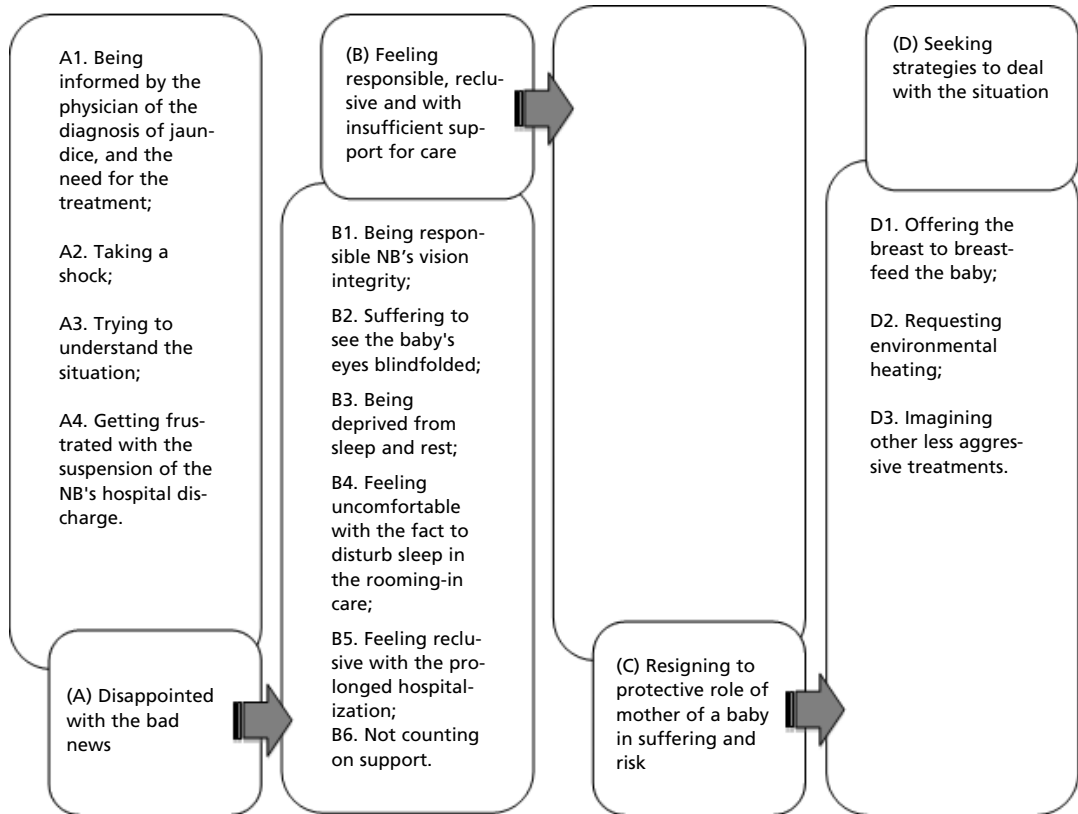 A1. Being
informed by the
physician of the
diagnosis of jaun-
dice, and the
need for the
treatment;
A2. Taking a
shock;
A3. Trying to
understand the
situation;
A4. Getting frus-
trated with the
suspension of the
NB's hospital dis-
charge.
(A) Disappointed
with the bad
news
(B) Feeling
responsible, reclu-
sive and with
insufficient sup-
port for care
B1. Being respon-
sible NB's vision
integrity;
B2. Suffering to
see the baby's
eyes blindfolded;
B3. Being
deprived from
sleep and rest;
B4. Feeling
uncomfortable
with the fact to
disturb sleep in
the rooming-in
care;
B5. Feeling reclu-
sive with the pro-
longed hospital-
ization;
B6. Not counting
on support.
(C) Resigning to
protective role of
mother of a baby
in suffering and
risk
(D) Seeking
strategies to deal
with the situation
D1. Offering the
breast to breast-
feed the baby;
D2. Requesting
environmental
heating;
D3. Imagining
other less aggres-
sive treatments.